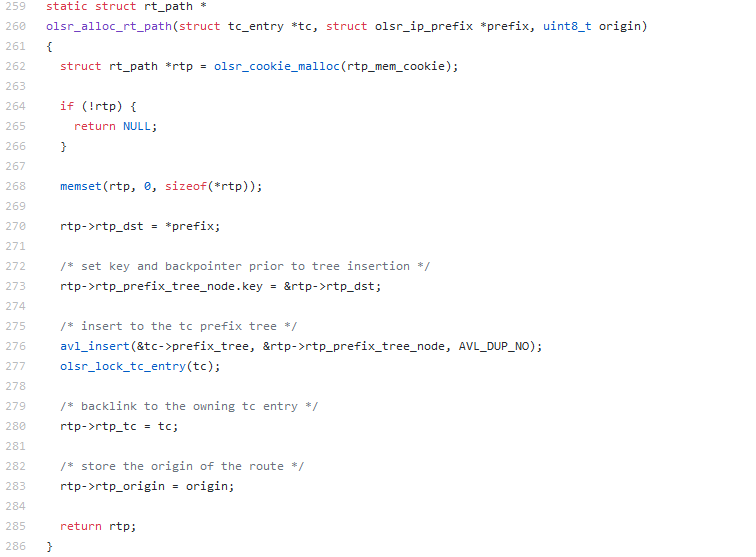 259 static struct rt_path *
260 olsr_alloc_rt_path(struct tc_entry *tc, struct olsr_ip_prefix *prefix, uint8_t origin)
261 {
262   struct rt_path *rtp = olsr_cookie_malloc(rtp_mem_cookie);
263
264   if (!rtp) {
265     return NULL;
266   }
267
268   memset(rtp, 0, sizeof(*rtp));
269
270   rtp->rtp_dst = *prefix;
271
272   /* set key and backpointer prior to tree insertion */
273   rtp->rtp_prefix_tree_node.key = &rtp->rtp_dst;
274
275   /* insert to the tc prefix tree */
276   avl_insert(&tc->prefix_tree, &rtp->rtp_prefix_tree_node, AVL_DUP_NO);
277   olsr_lock_tc_entry(tc);
278
279   /* backlink to the owning tc entry */
280   rtp->rtp_tc = tc;
281
282   /* store the origin of the route */
283   rtp->rtp_origin = origin;
284
285   return rtp;
286 }